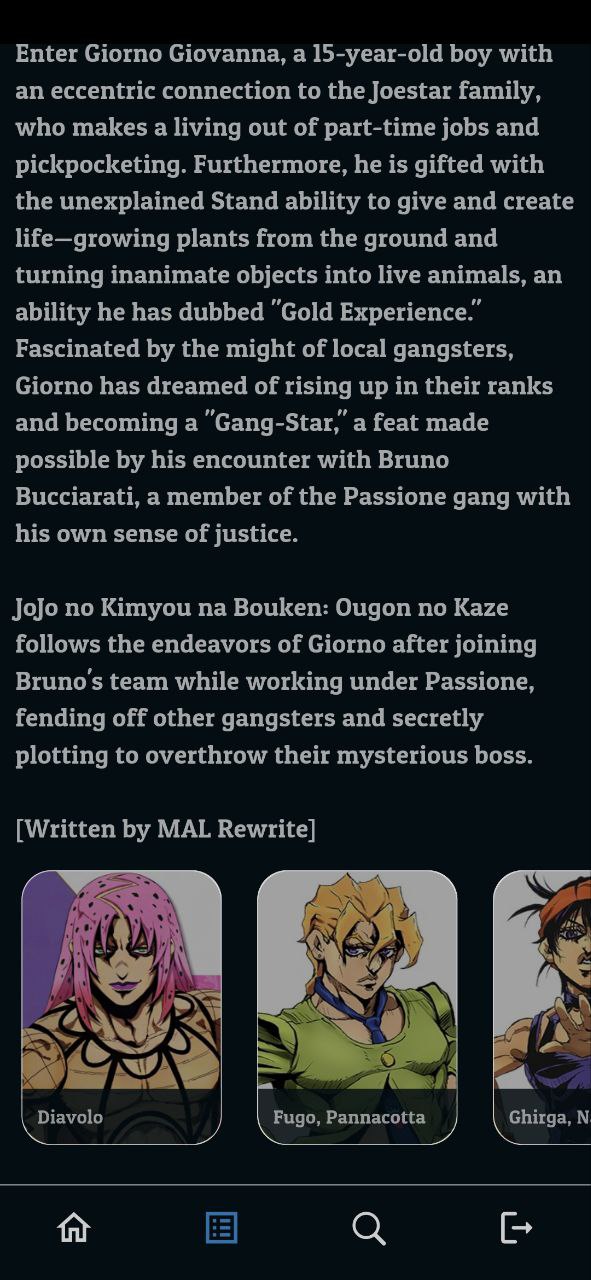 Enter Giorno Giovanna, a 15-year-old boy with
an eccentric connection to the Joestar family,
who makes a living out of part-time jobs and
pickpocketing. Furthermore, he is gifted with
the unexplained Stand ability to give and create
life—growing plants from the ground and
turning inanimate objects into live animals, an
ability he has dubbed "Gold Experience."
Fascinated by the might of local gangsters,
Giorno has dreamed of rising up in their ranks
and becoming a "Gang-Star," a feat made
possible by his encounter with Bruno
Bucciarati, a member of the Passione gang with
his own sense of justice.
JoJo no Kimyou na Bouken: Ougon no Kaze
follows the endeavors of Giorno after joining
Bruno's team while working under Passione,
fending off other gangsters and secretly
plotting to overthrow their mysterious boss.
[Written by MAL Rewrite]
Diavolo
Fugo, Pannacotta
Ghirga, N